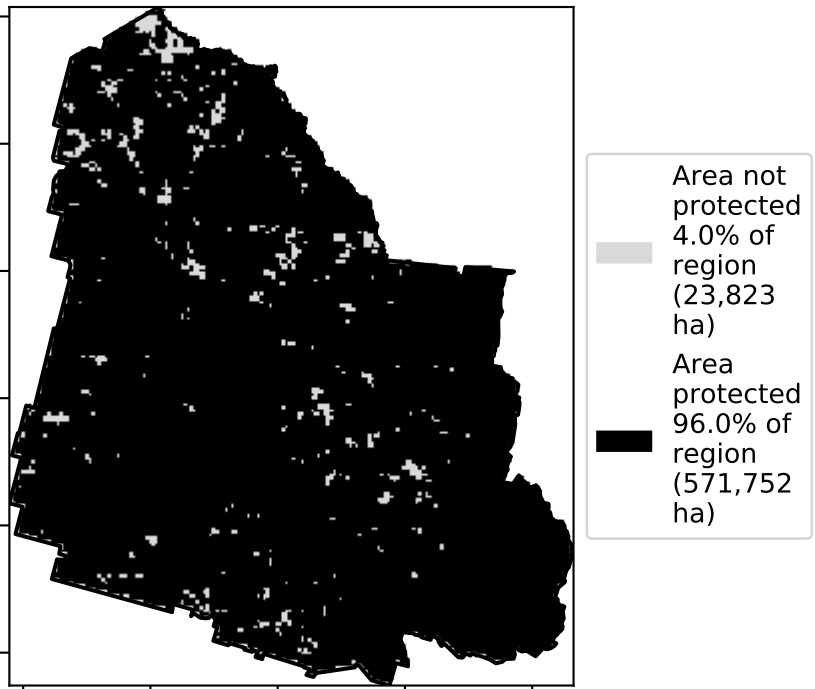 Area not
protected
4.0% of
region
(23,823
ha)
Area
protected
96.0% of
region
(571,752
ha)